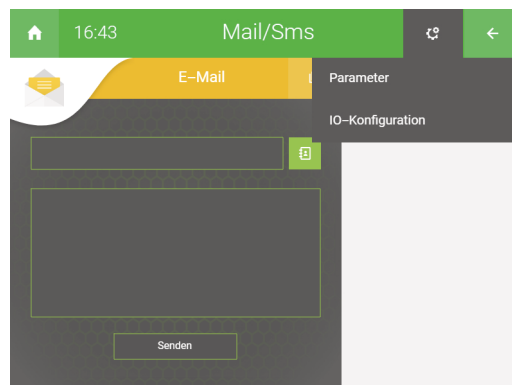 16:43 Mail/Sms
E-Mail
Parameter
IO-Konfiguration
Senden